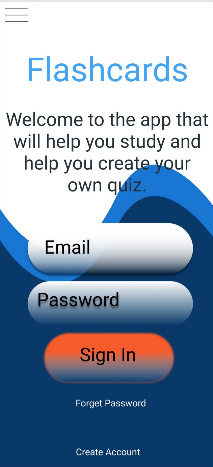 Flashcards
Welcome to the app that
will help you study and
help you create your
own quiz.
Email
Password
Sign In
Forget Password
Create Account